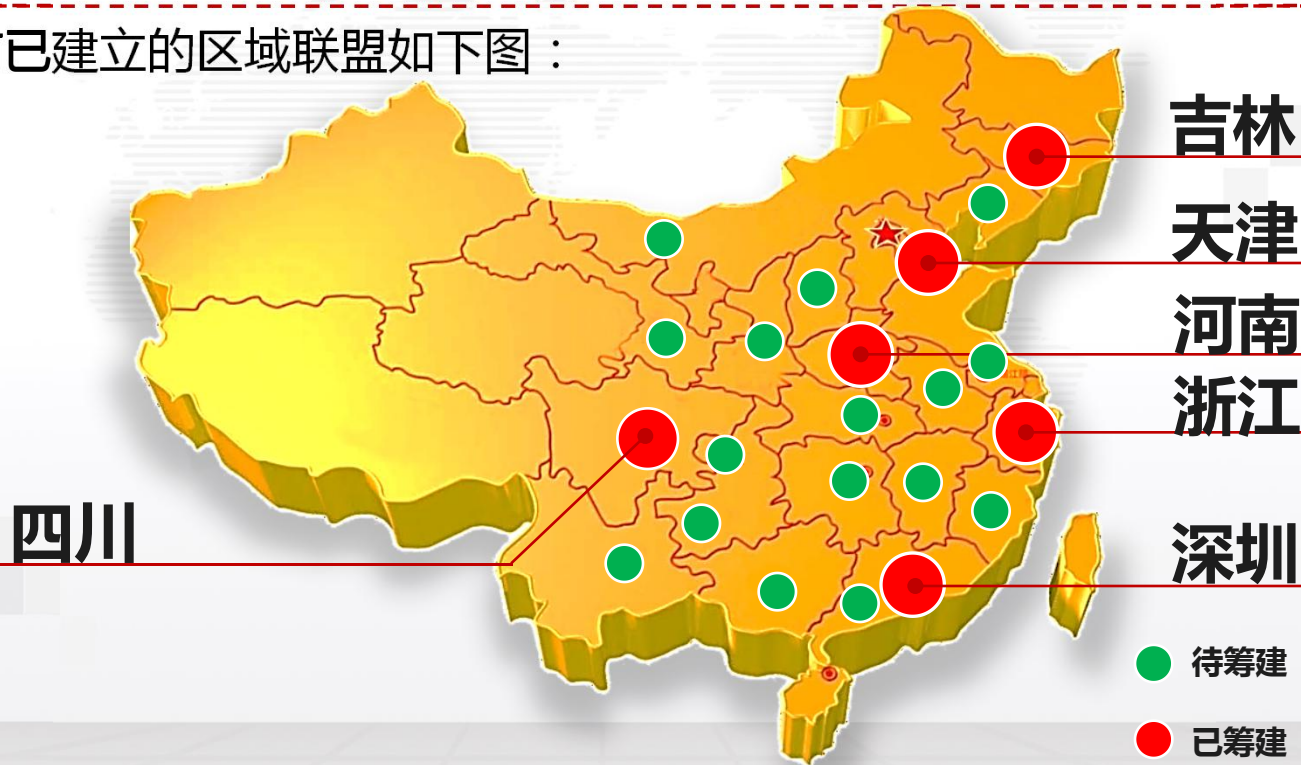 已建立的区域联盟如下图：
吉林
天津
河南
浙江
四川
深圳
待筹建
已筹建